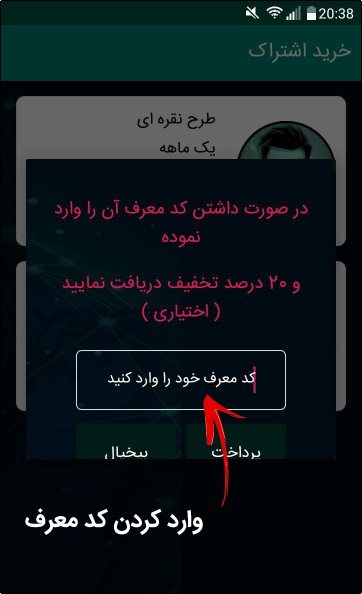 20:38
خرید اشتراک
طرح نقره ای
یک ماهه
در صورت داشتن کد معرف آن را وارد
نموده
و ۲۰ درصد تخفیف دریافت نمایید
( اختیاری )
کد معرف خود را وارد کنید
پرداخت
بیخیال
وارد کردن کد معرف